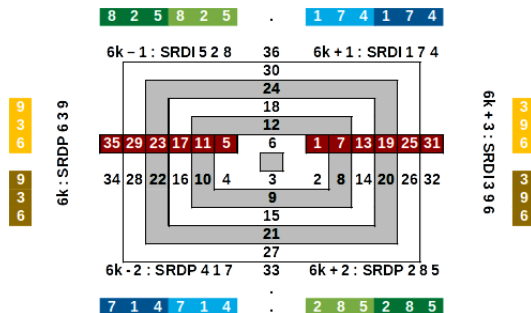 8 2 5 8 2 5 . 1 7 4 1 7 4
6k – 1 : SRDI 5 2 8 36 6k + 1 : SRDI 1 7 4
30
24
18
12
9 3 6
9 3 6
6k : SRDP 6 3 9
35 29 23 17 11 5 6 1 7 13 19 25 31
34 28 22 16 10 4 3 2 8 14 20 26 32
6k + 3 : SRDI 3 9 6
3 9 6
3 9 6
9
15
21
27
6k - 2 : SRDP 4 1 7 33 6k + 2 : SRDP 2 8 5
.
7 1 4 7 1 4 . 2 8 5 2 8 5